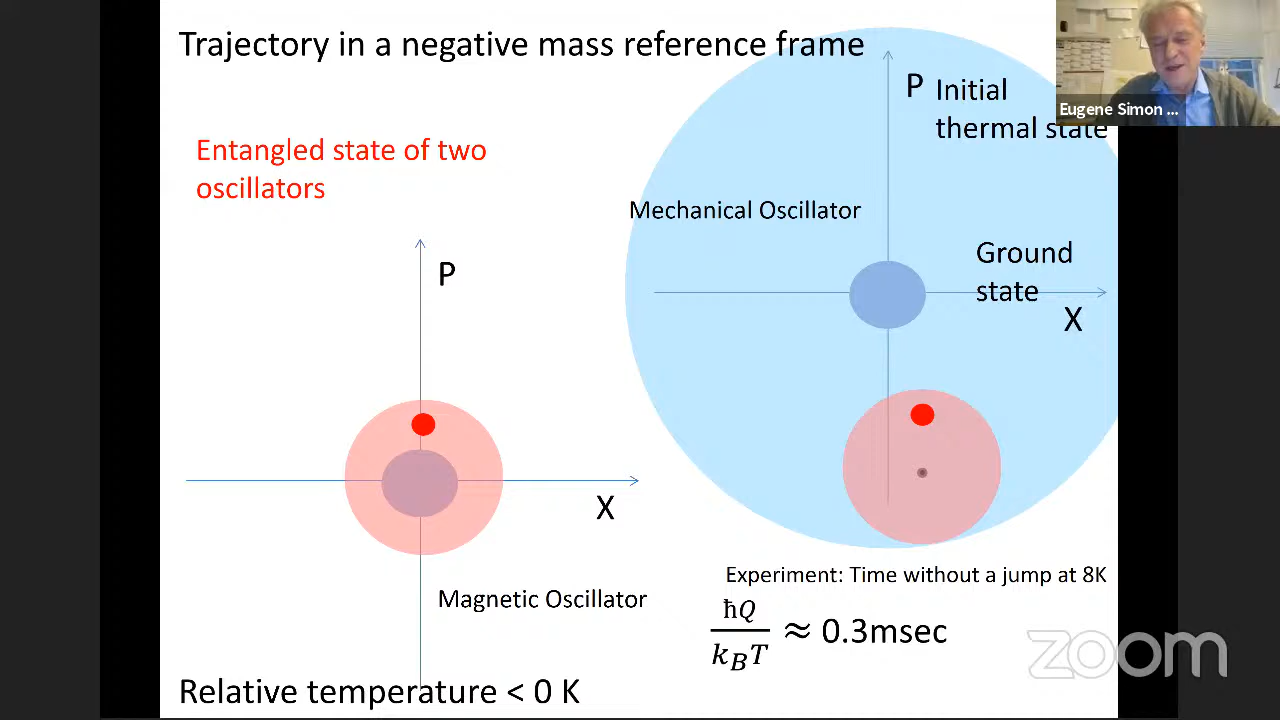 Trajectory in a negative mass reference frame
Eugene Simon ...
P
Initial
thermal state
Entangled state of two
oscillators
Mechanical Oscillator
Ground
state
P
X
X
Experiment: Time without a jump at 8K
ħQ
k_B T
≈ 0.3msec
Magnetic Oscillator
zoom
Relative temperature < 0 K